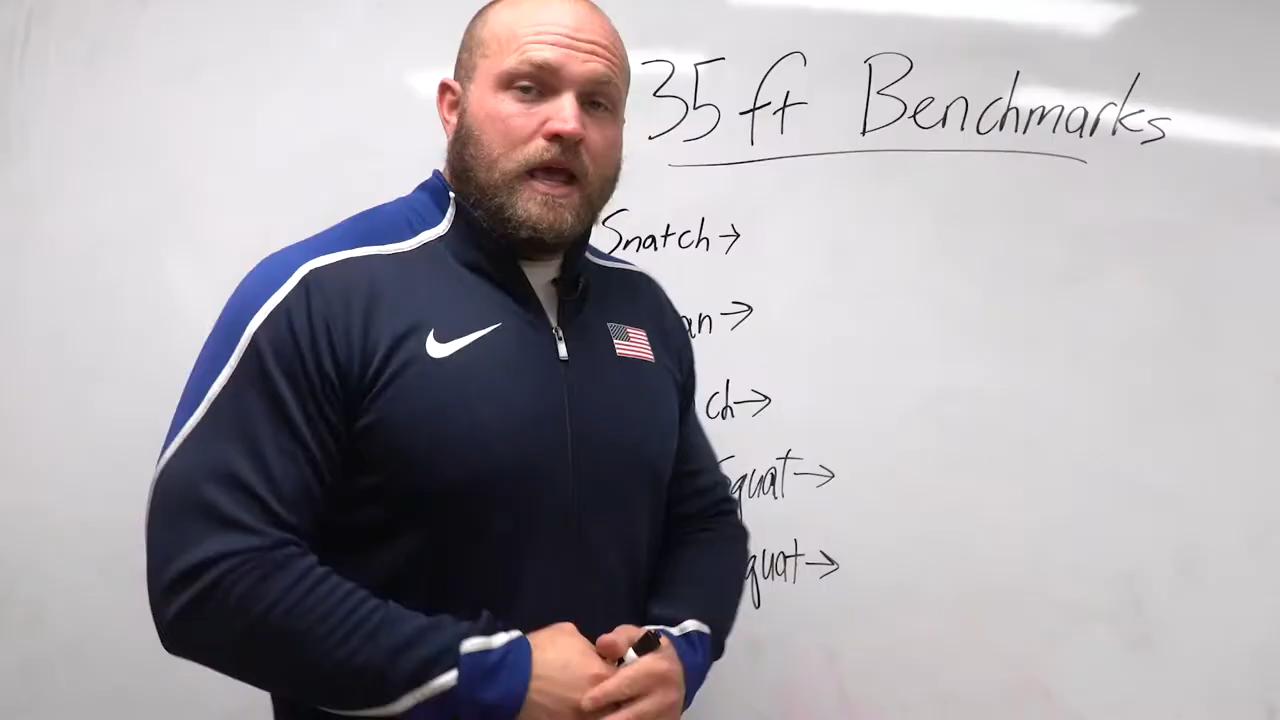 35ft Benchmarks
Snatch →
an →
ch →
quat →
quat →